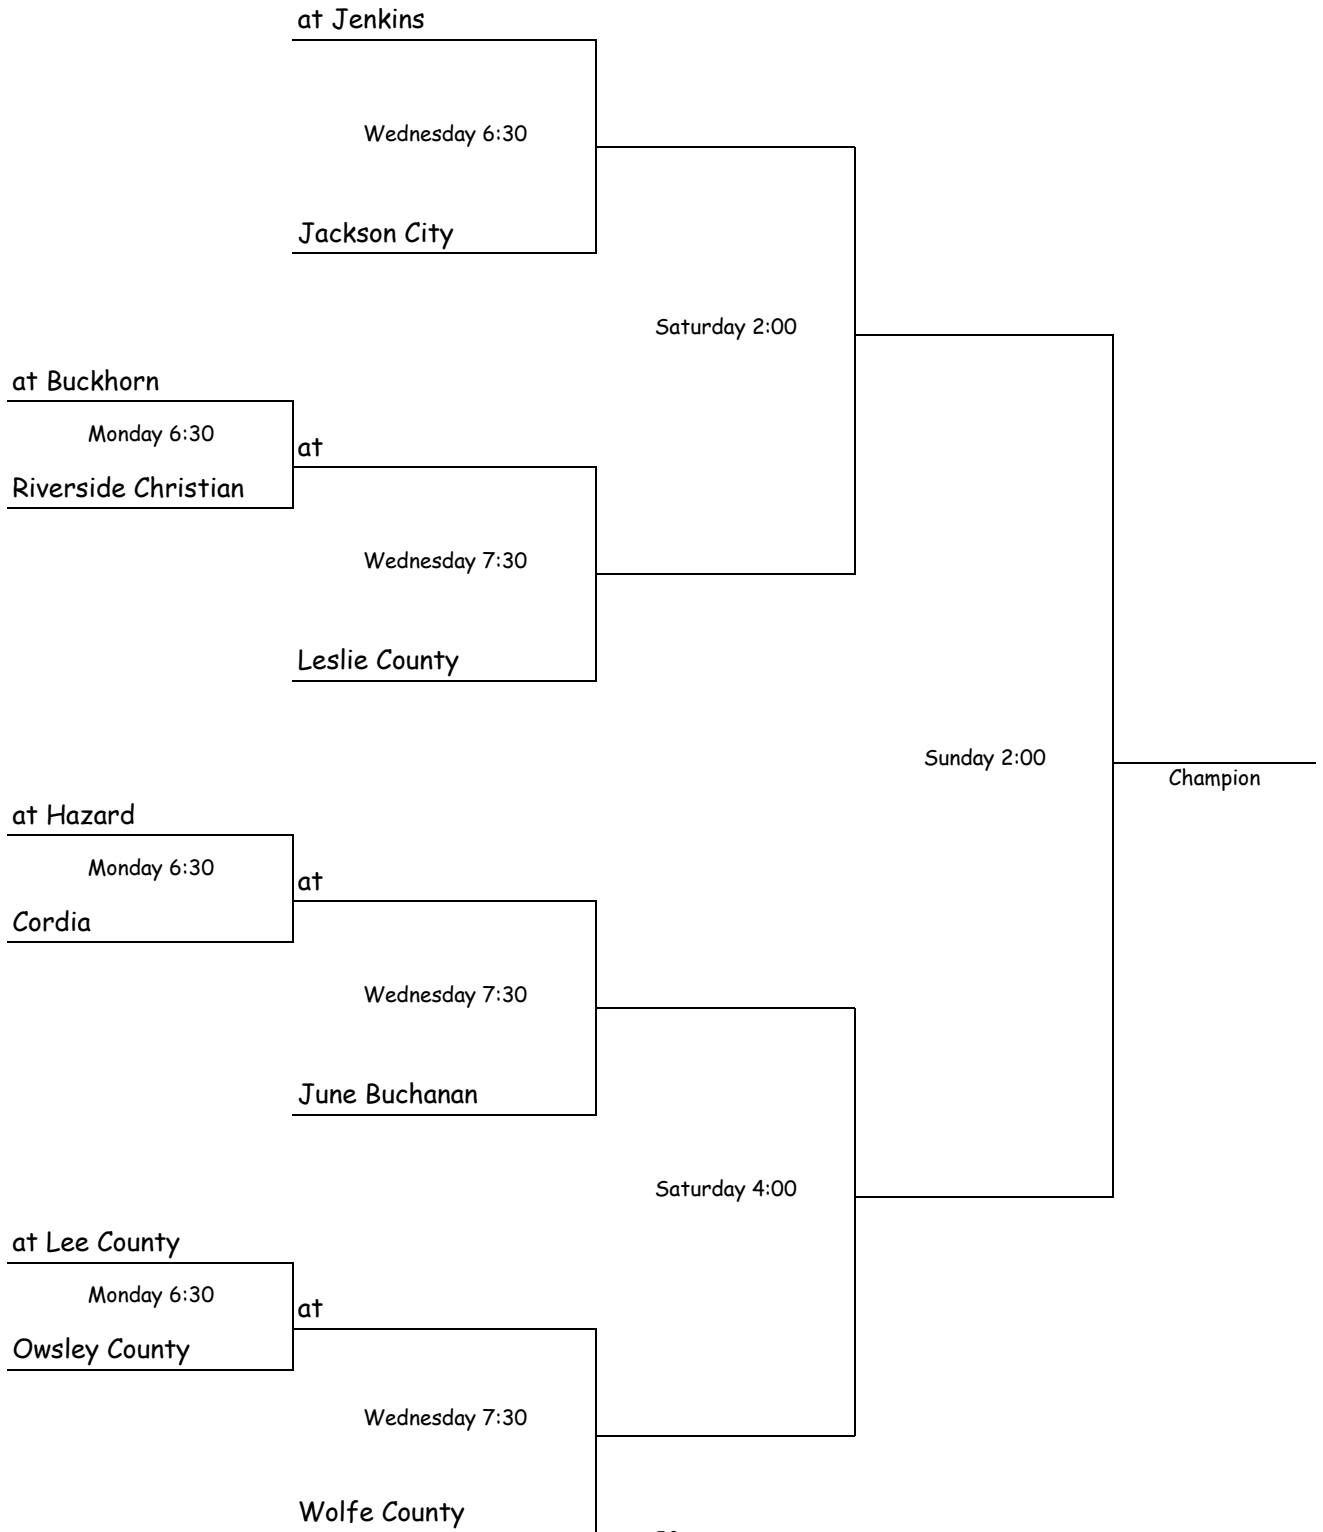 at Jenkins
Wednesday 6:30
Jackson City
Saturday 2:00
at Buckhorn
Monday 6:30
at
Riverside Christian
Wednesday 7:30
Leslie County
Sunday 2:00
Champion
at Hazard
Monday 6:30
at
Cordia
Wednesday 7:30
June Buchanan
Saturday 4:00
at Lee County
Monday 6:30
at
Owsley County
Wednesday 7:30
Wolfe County